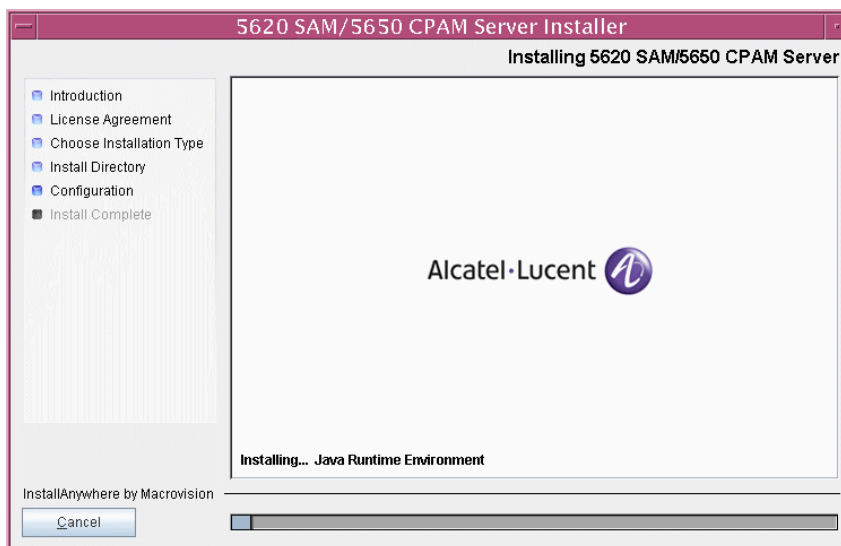 5620 SAM/5650 CPAM Server Installer
Installing 5620 SAM/5650 CPAM Server
Introduction
License Agreement
Choose Installation Type
Install Directory
Configuration
Install Complete
Alcatel·Lucent
Installing... Java Runtime Environment
InstallAnywhere by Macrovision
Cancel